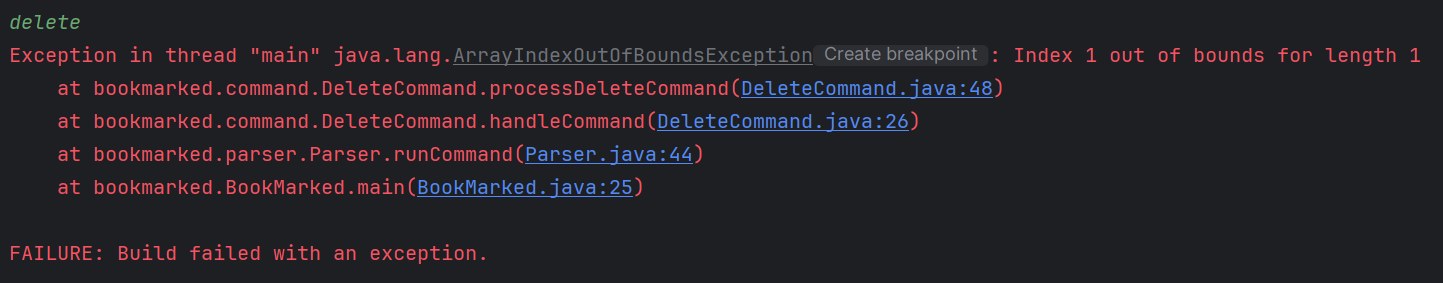 delete
Exception in thread "main" java.lang.ArrayIndexOutOfBoundsException Create breakpoint : Index 1 out of bounds for length 1
at bookmarked.command.DeleteCommand.processDeleteCommand(DeleteCommand.java:48)
at bookmarked.command.DeleteCommand.handleCommand(DeleteCommand.java:26)
at bookmarked.parser.Parser.runCommand(Parser.java:44)
at bookmarked.BookMarked.main(BookMarked.java:25)
FAILURE: Build failed with an exception.